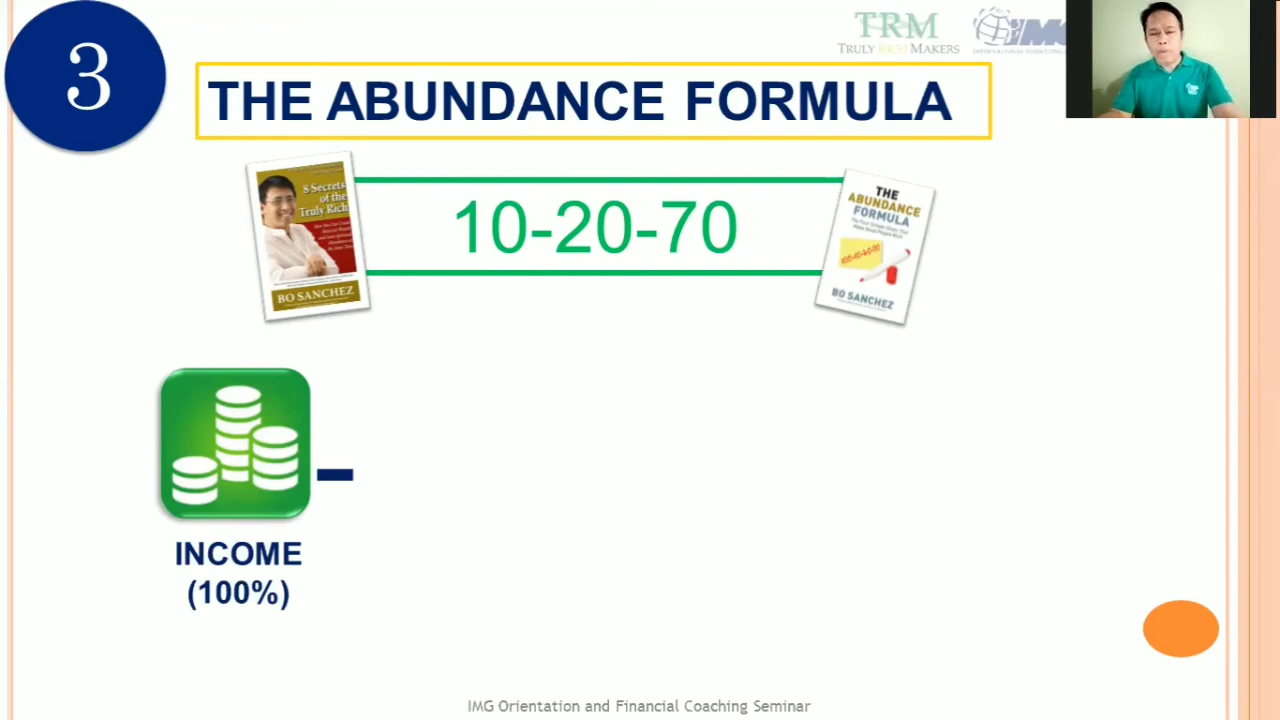 3
TRM
TRULY RICH MAKERS
IMG
THE ABUNDANCE FORMULA
8 Secrets
of the
Truly Rich
BO SANCHEZ
10-20-70
THE
ABUNDANCE
FORMULA
BO SANCHEZ
INCOME
(100%)
IMG Orientation and Financial Coaching Seminar